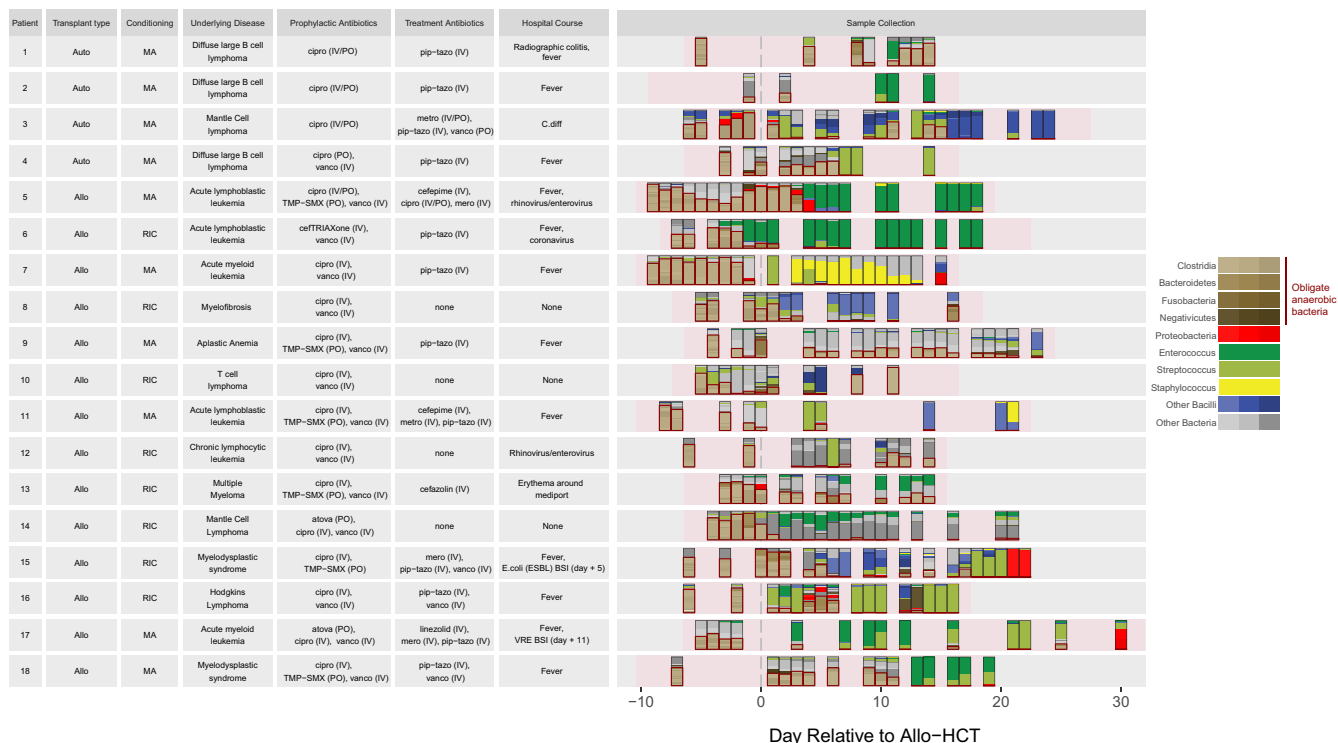 Patient Transplant type Conditioning Underlying Disease Prophylactic Antibiotics Treatment Antibiotics Hospital Course Sample Collection
1 Auto MA Diffuse large B cell lymphoma cipro (IV/PO) pip−tazo (IV) Radiographic colitis, fever
2 Auto MA Diffuse large B cell lymphoma cipro (IV/PO) pip−tazo (IV) Fever
3 Auto MA Mantle Cell lymphoma cipro (IV/PO) metro (IV/PO), pip−tazo (IV), vanco (PO) C.diff
4 Auto MA Diffuse large B cell lymphoma cipro (PO), vanco (IV) pip−tazo (IV) Fever
5 Allo MA Acute lymphoblastic leukemia cipro (IV/PO), TMP−SMX (PO), vanco (IV) cefepime (IV), cipro (IV/PO), mero (IV) Fever, rhinovirus/enterovirus
6 Allo RIC Acute lymphoblastic leukemia cefTRIAXone (IV), vanco (IV) pip−tazo (IV) Fever, coronavirus
7 Allo MA Acute myeloid leukemia cipro (IV), vanco (IV) pip−tazo (IV) Fever
8 Allo RIC Myelofibrosis cipro (IV), vanco (IV) none Fever
9 Allo MA Aplastic Anemia cipro (IV), TMP−SMX (PO), vanco (IV) pip−tazo (IV) Fever
10 Allo RIC T cell lymphoma cipro (IV), vanco (IV) none None
11 Allo MA Acute lymphoblastic leukemia cipro (IV), TMP−SMX (PO), vanco (IV) cefepime (IV), metro (IV), pip−tazo (IV) Fever
12 Allo RIC Chronic lymphocytic leukemia cipro (IV), vanco (IV) none Rhinovirus/enterovirus
13 Allo RIC Multiple Myeloma cipro (IV), TMP−SMX (PO), vanco (IV) cefazolin (IV) Erythema around mediport
14 Allo RIC Mantle Cell Lymphoma atova (PO), cipro (IV), vanco (IV) none None
15 Allo RIC Myelodysplastic syndrome cipro (IV), TMP−SMX (PO) mero (IV), pip−tazo (IV), vanco (IV) Fever, E.coli (ESBL) BSI (day + 5)
16 Allo RIC Hodgkins Lymphoma cipro (IV), vanco (IV) pip−tazo (IV), vanco (IV) Fever
17 Allo MA Acute myeloid leukemia atova (PO), cipro (IV), vanco (IV) linezolid (IV), mero (IV), pip−tazo (IV) Fever, VRE BSI (day + 11)
18 Allo MA Myelodysplastic syndrome cipro (IV), TMP−SMX (PO), vanco (IV) pip−tazo (IV), vanco (IV) Fever
−10 0 10 20 30
Day Relative to Allo−HCT
Clostridia
Bacteroidetes
Fusobacteria
Negativicutes
Proteobacteria
Enterococcus
Streptococcus
Staphylococcus
Other Bacilli
Other Bacteria
Obligate
anaerobic
bacteria